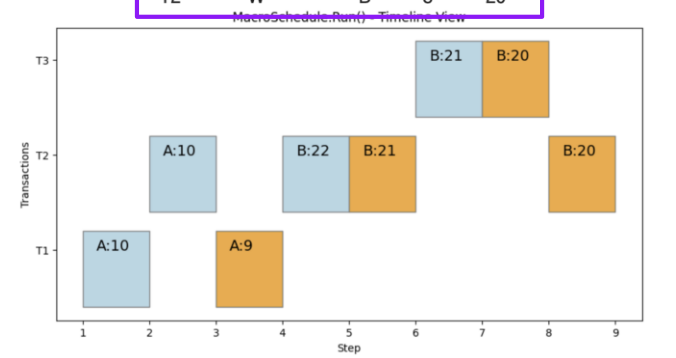 MacroSchedule.Run() - Timeline View
T3
B:21 B:20
T2
A:10 B:22 B:21 B:20
T1
A:10 A:9
Transactions
1 2 3 4 5 6 7 8 9
Step